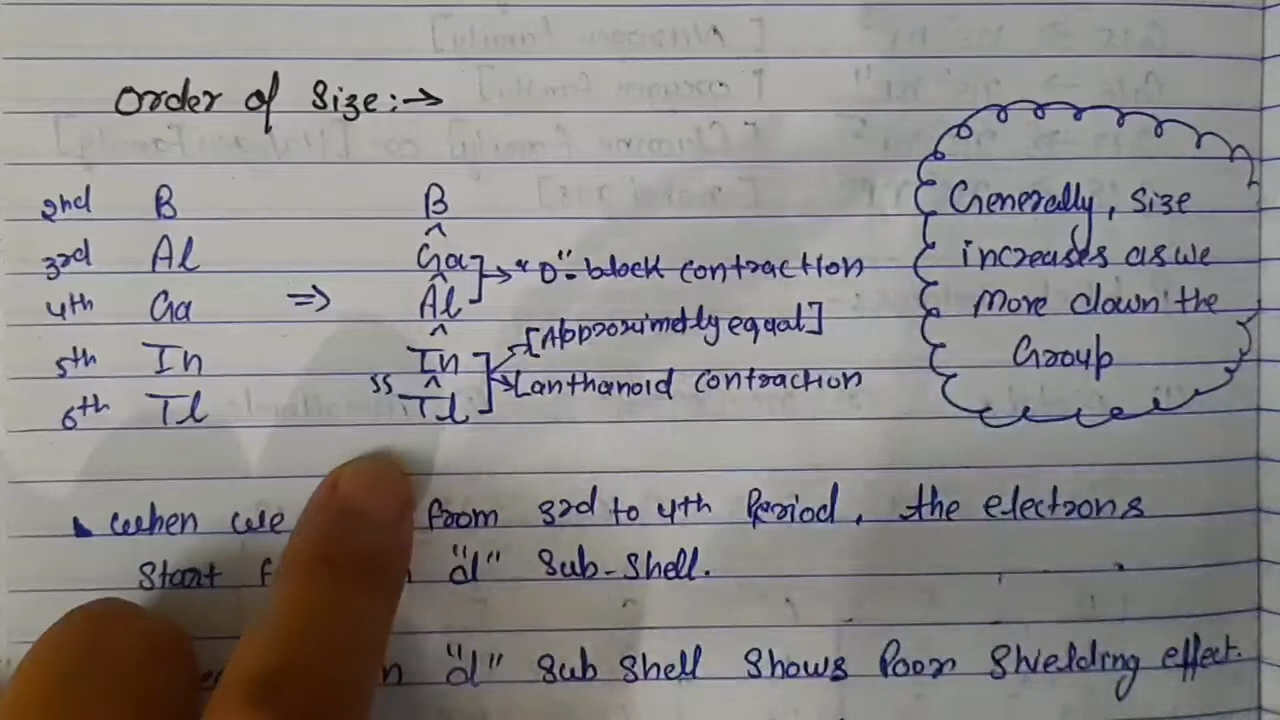 Order of Size:→
2nd B B
^
3rd Al Ga → "D"-block contraction
^
4th Ga ⇒ Al
^ [Approximetly equal]
5th In In
ss ^ Lanthanoid contraction
6th Tl Tl
Generally, Size
increases as we
move down the
Group
When we from 3rd to 4th Period, the electrons
Start "d" Sub-Shell.
"d" Sub Shell Shows Poor Shielding effect.